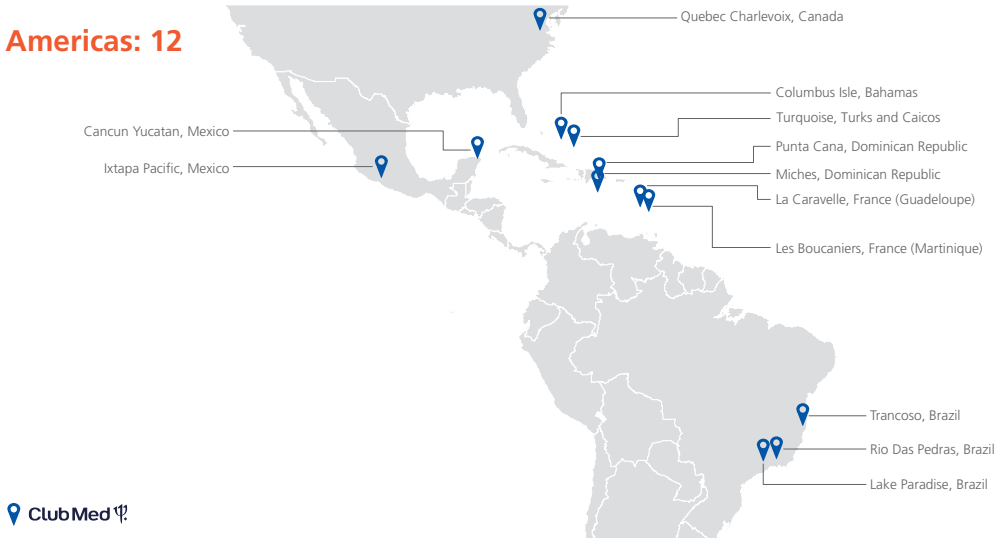 Americas: 12
Quebec Charlevoix, Canada
Columbus Isle, Bahamas
Turquoise, Turks and Caicos
Cancun Yucatan, Mexico
Punta Cana, Dominican Republic
Ixtapa Pacific, Mexico
Miches, Dominican Republic
La Caravelle, France (Guadeloupe)
Les Boucaniers, France (Martinique)
Trancoso, Brazil
Rio Das Pedras, Brazil
Lake Paradise, Brazil
Club Med